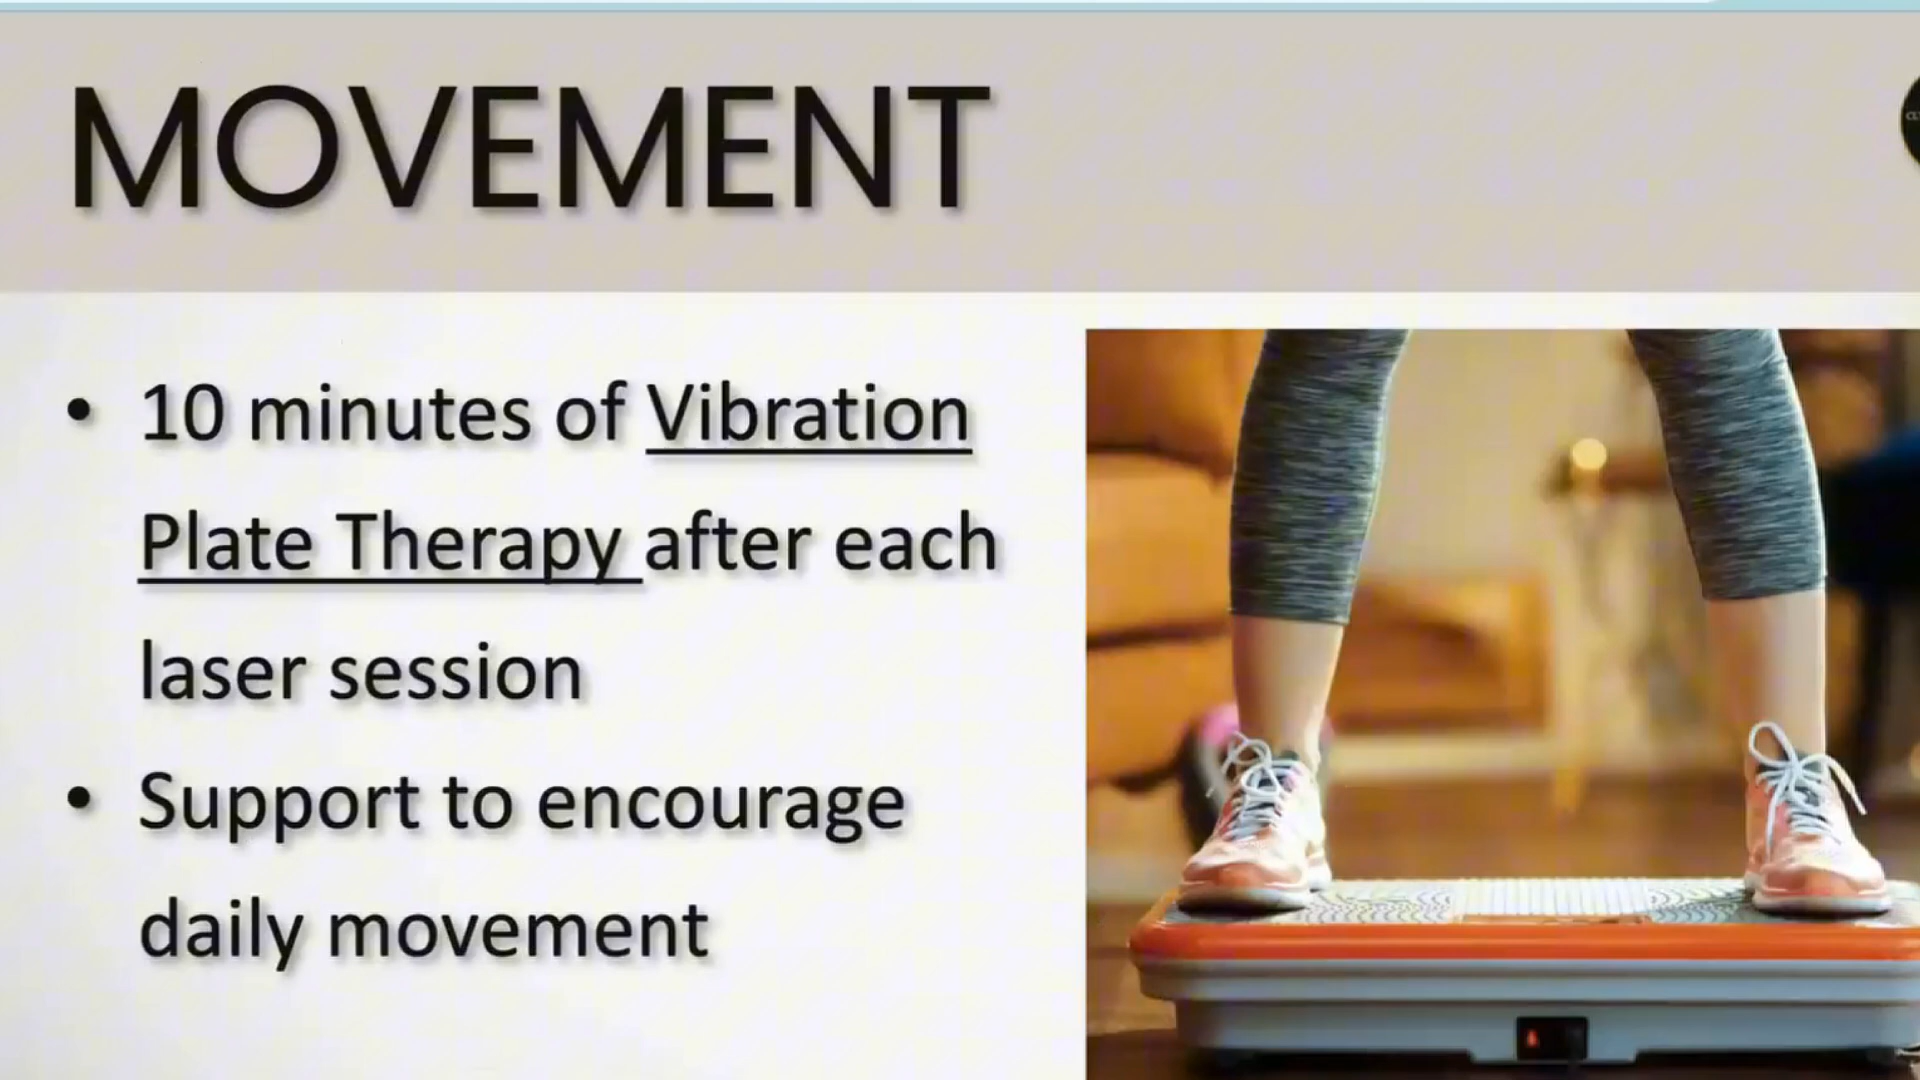 MOVEMENT
• 10 minutes of Vibration
Plate Therapy after each
laser session
• Support to encourage
daily movement